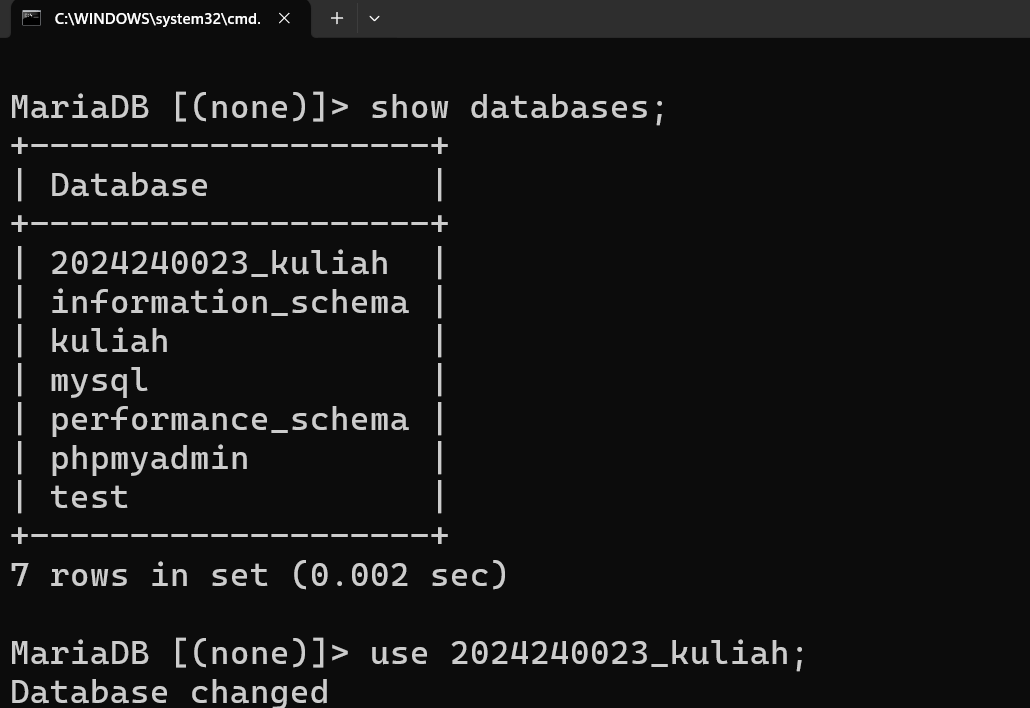 C:\WINDOWS\system32\cmd.
MariaDB [(none)]> show databases;
+--------------------+
| Database           |
+--------------------+
| 2024240023_kuliah  |
| information_schema |
| kuliah             |
| mysql              |
| performance_schema |
| phpmyadmin         |
| test               |
+--------------------+
7 rows in set (0.002 sec)
MariaDB [(none)]> use 2024240023_kuliah;
Database changed